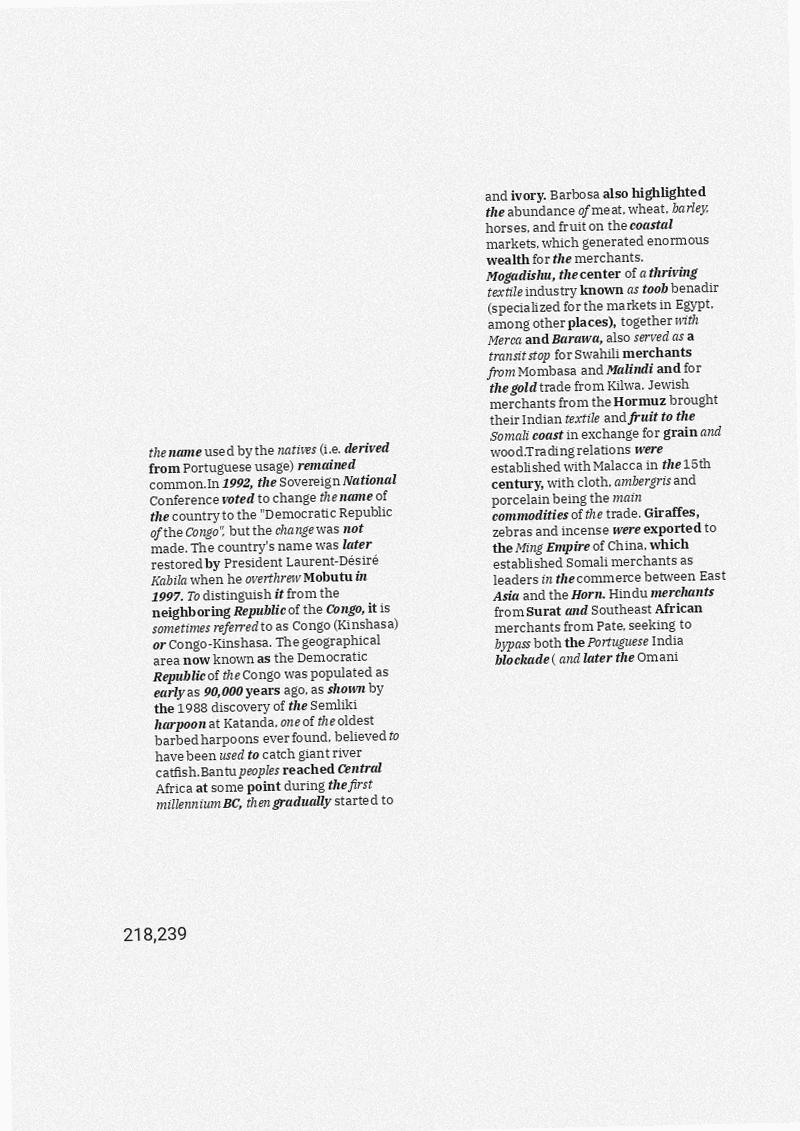 the name used by the natives (i.e. derived
from Portuguese usage) remained
common.In 1992, the Sovereign National
Conference voted to change the name of
the country to the "Democratic Republic
of the Congo", but the change was not
made. The country's name was later
restored by President Laurent-Désiré
Kabila when he overthrew Mobutu in
1997. To distinguish it from the
neighboring Republic of the Congo, it is
sometimes referred to as Congo (Kinshasa)
or Congo-Kinshasa. The geographical
area now known as the Democratic
Republic of the Congo was populated as
early as 90,000 years ago, as shown by
the 1988 discovery of the Semliki
harpoon at Katanda, one of the oldest
barbed harpoons ever found, believed to
have been used to catch giant river
catfish.Bantu peoples reached Central
Africa at some point during the first
millennium BC, then gradually started to
and ivory. Barbosa also highlighted
the abundance of meat, wheat, barley,
horses, and fruit on the coastal
markets, which generated enormous
wealth for the merchants.
Mogadishu, the center of a thriving
textile industry known as toob benadir
(specialized for the markets in Egypt,
among other places), together with
Merca and Barawa, also served as a
transit stop for Swahili merchants
from Mombasa and Malindi and for
the gold trade from Kilwa. Jewish
merchants from the Hormuz brought
their Indian textile and fruit to the
Somali coast in exchange for grain and
wood.Trading relations were
established with Malacca in the 15th
century, with cloth, ambergris and
porcelain being the main
commodities of the trade. Giraffes,
zebras and incense were exported to
the Ming Empire of China, which
established Somali merchants as
leaders in the commerce between East
Asia and the Horn. Hindu merchants
from Surat and Southeast African
merchants from Pate, seeking to
bypass both the Portuguese India
blockade ( and later the Omani
218,239